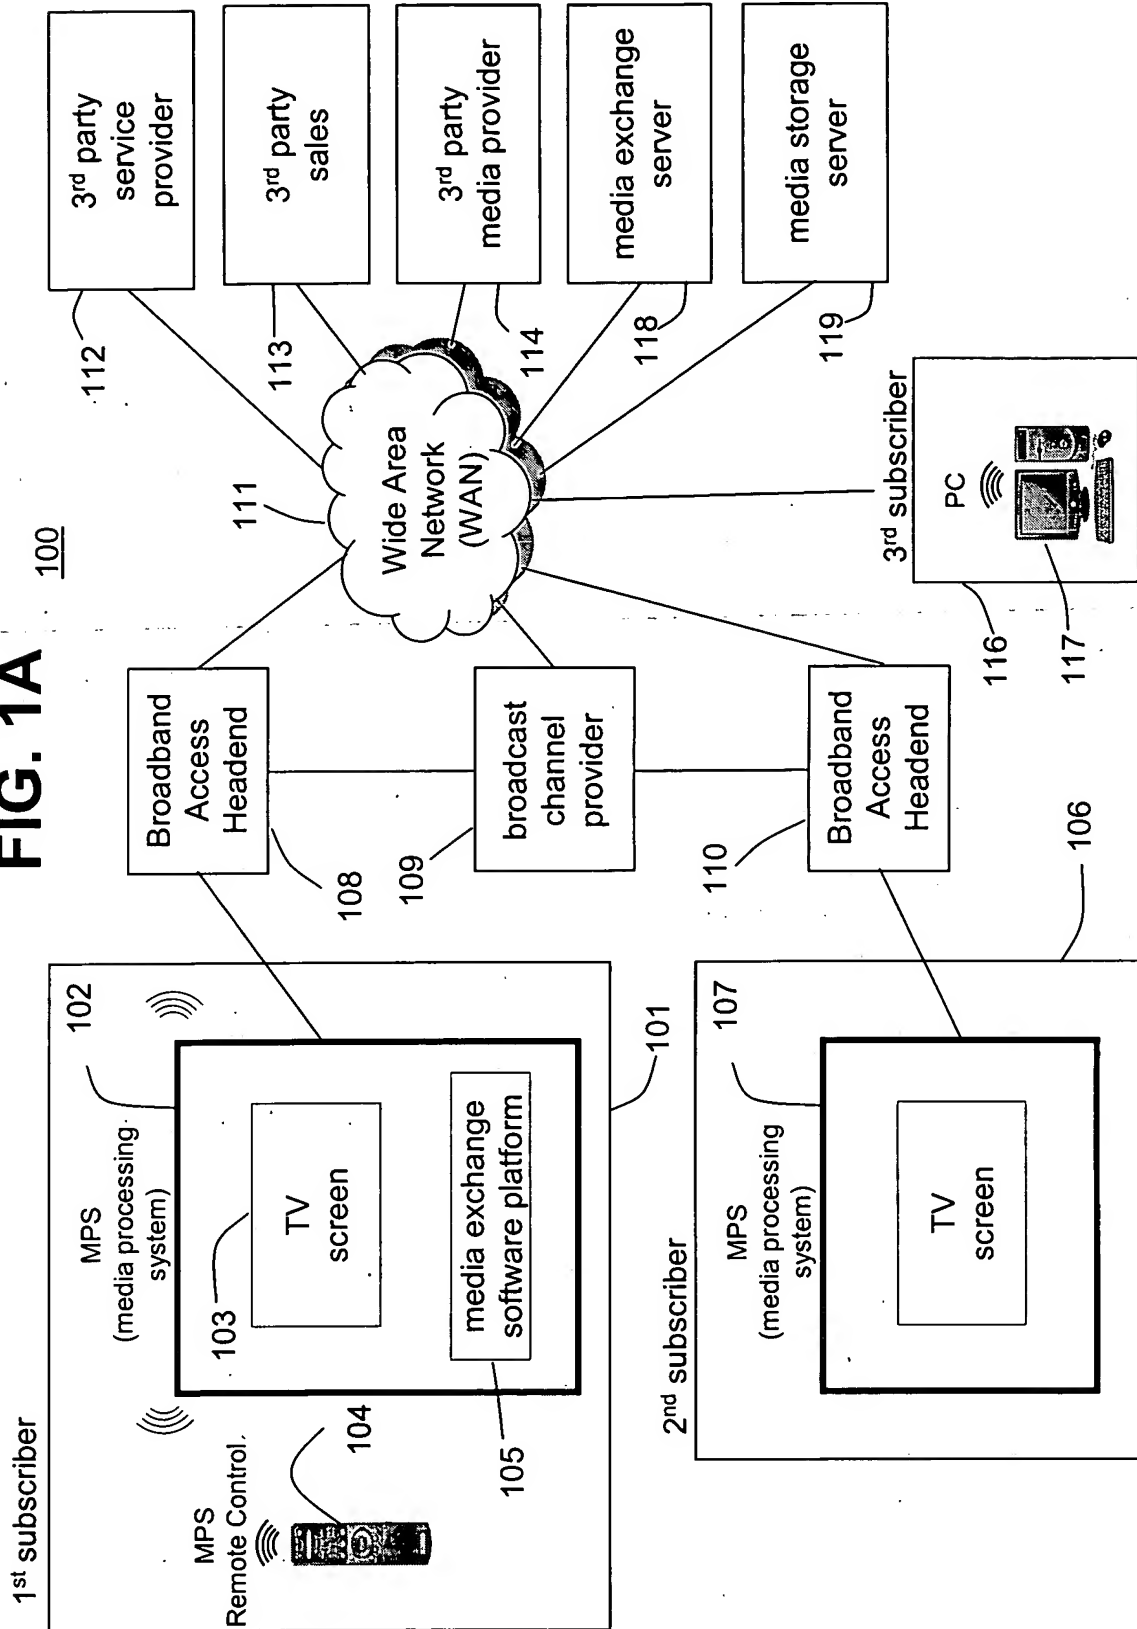 FIG. 1A
100
1st subscriber
MPS
Remote Control
104
MPS
(media processing
system)
102
103
TV
screen
media exchange
software platform
105
101
2nd subscriber
MPS
(media processing
system)
107
TV
screen
106
Broadband
Access
Headend
108
broadcast
channel
provider
109
Broadband
Access
Headend
110
111
Wide Area
Network
(WAN)
3rd party
service
provider
112
3rd party
sales
113
3rd party
media provider
114
media exchange
server
118
media storage
server
119
3rd subscriber
PC
116
117